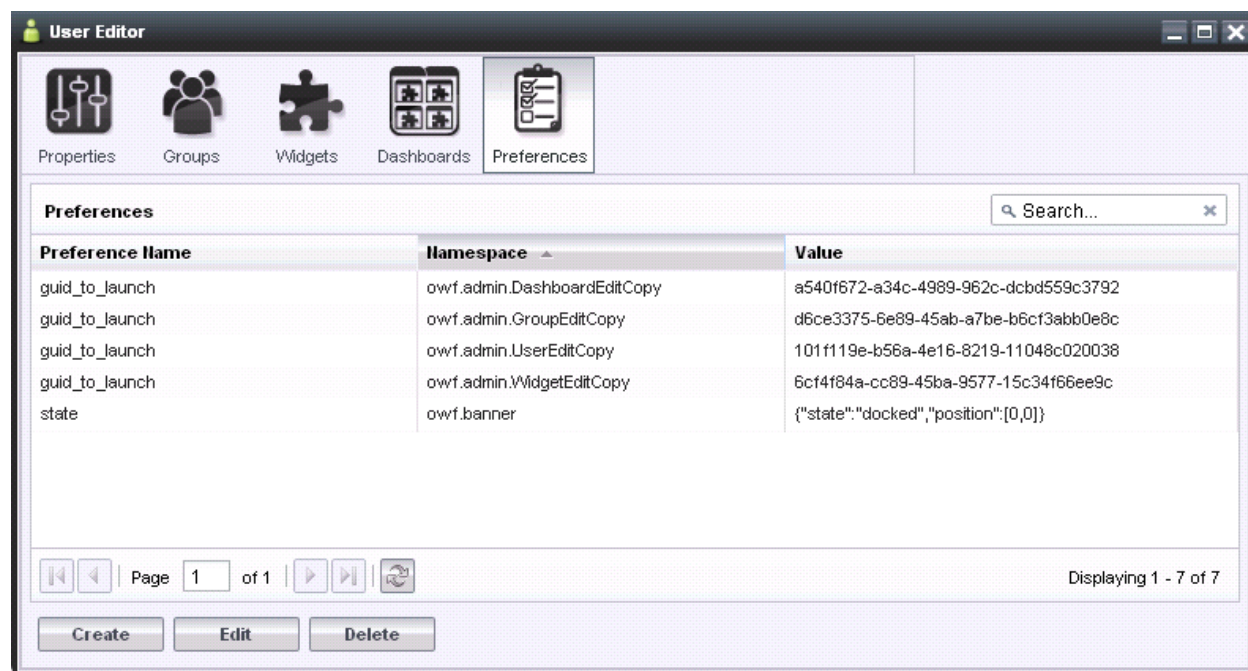 User Editor
Properties Groups Widgets Dashboards Preferences
Preferences Search...
Preference Name Namespace Value
guid_to_launch owf.admin.DashboardEditCopy a540f672-a34c-4989-962c-dcbd559c3792
guid_to_launch owf.admin.GroupEditCopy d6ce3375-6e89-45ab-a7be-b6cf3abb0e8c
guid_to_launch owf.admin.UserEditCopy 101f119e-b56a-4e16-8219-11048c020038
guid_to_launch owf.admin.WidgetEditCopy 6cf4f84a-cc89-45ba-9577-15c34f66ee9c
state owf.banner {"state":"docked","position":[0,0]}
Page 1 of 1 Displaying 1 - 7 of 7
Create Edit Delete